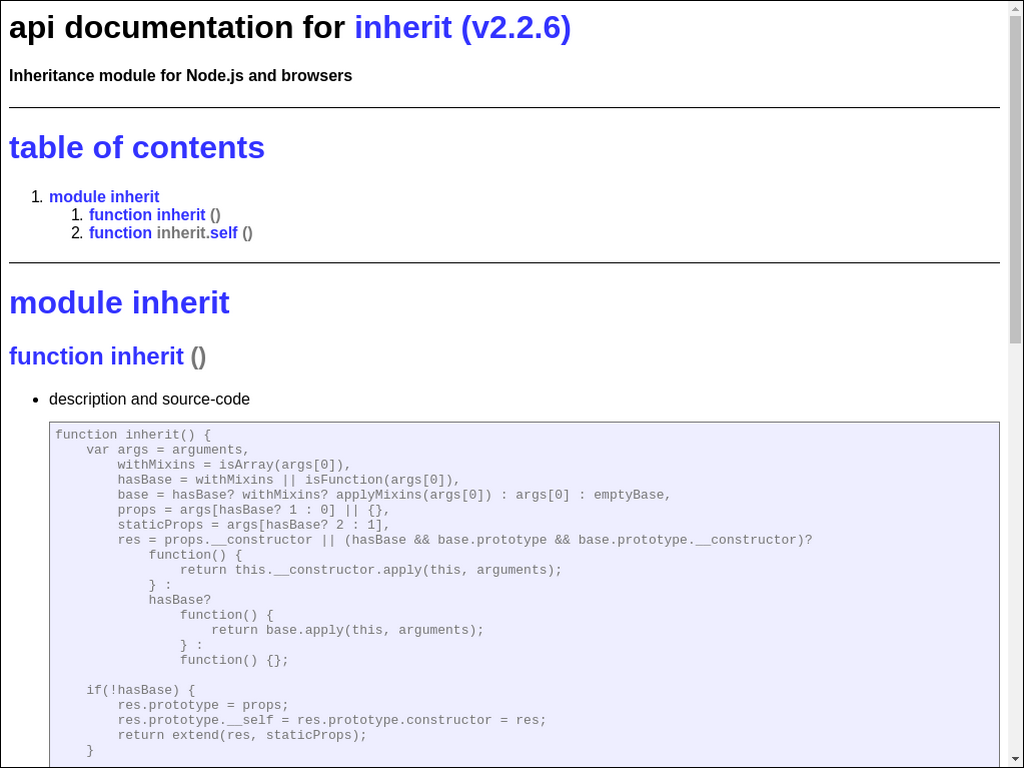 api documentation for inherit (v2.2.6)
Inheritance module for Node.js and browsers
table of contents
1. module inherit
1. function inherit ()
2. function inherit.self ()
module inherit
function inherit ()
• description and source-code
function inherit() {
    var args = arguments,
        withMixins = isArray(args[0]),
        hasBase = withMixins || isFunction(args[0]),
        base = hasBase? withMixins? applyMixins(args[0]) : args[0] : emptyBase,
        props = args[hasBase? 1 : 0] || {},
        staticProps = args[hasBase? 2 : 1],
        res = props.__constructor || (hasBase && base.prototype && base.prototype.__constructor)?
            function() {
                return this.__constructor.apply(this, arguments);
            } :
            hasBase?
                function() {
                    return base.apply(this, arguments);
                } :
                function() {};
    if(!hasBase) {
        res.prototype = props;
        res.prototype.__self = res.prototype.constructor = res;
        return extend(res, staticProps);
    }